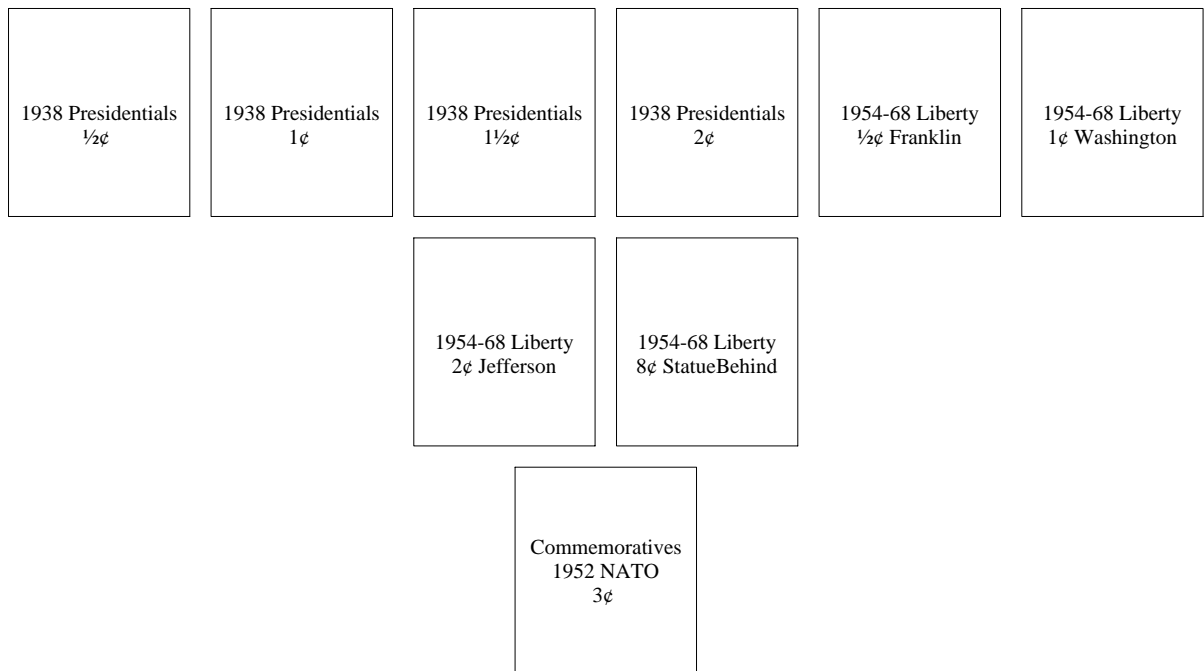 1938 Presidentials
½¢
1938 Presidentials
1¢
1938 Presidentials
1½¢
1938 Presidentials
2¢
1954-68 Liberty
½¢ Franklin
1954-68 Liberty
1¢ Washington
1954-68 Liberty
2¢ Jefferson
1954-68 Liberty
8¢ StatueBehind
Commemoratives
1952 NATO
3¢